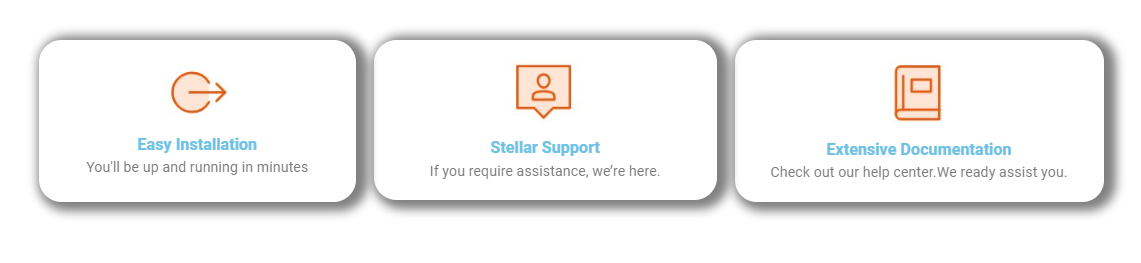 Easy Installation
You'll be up and running in minutes
Stellar Support
If you require assistance, we’re here.
Extensive Documentation
Check out our help center.We ready assist you.